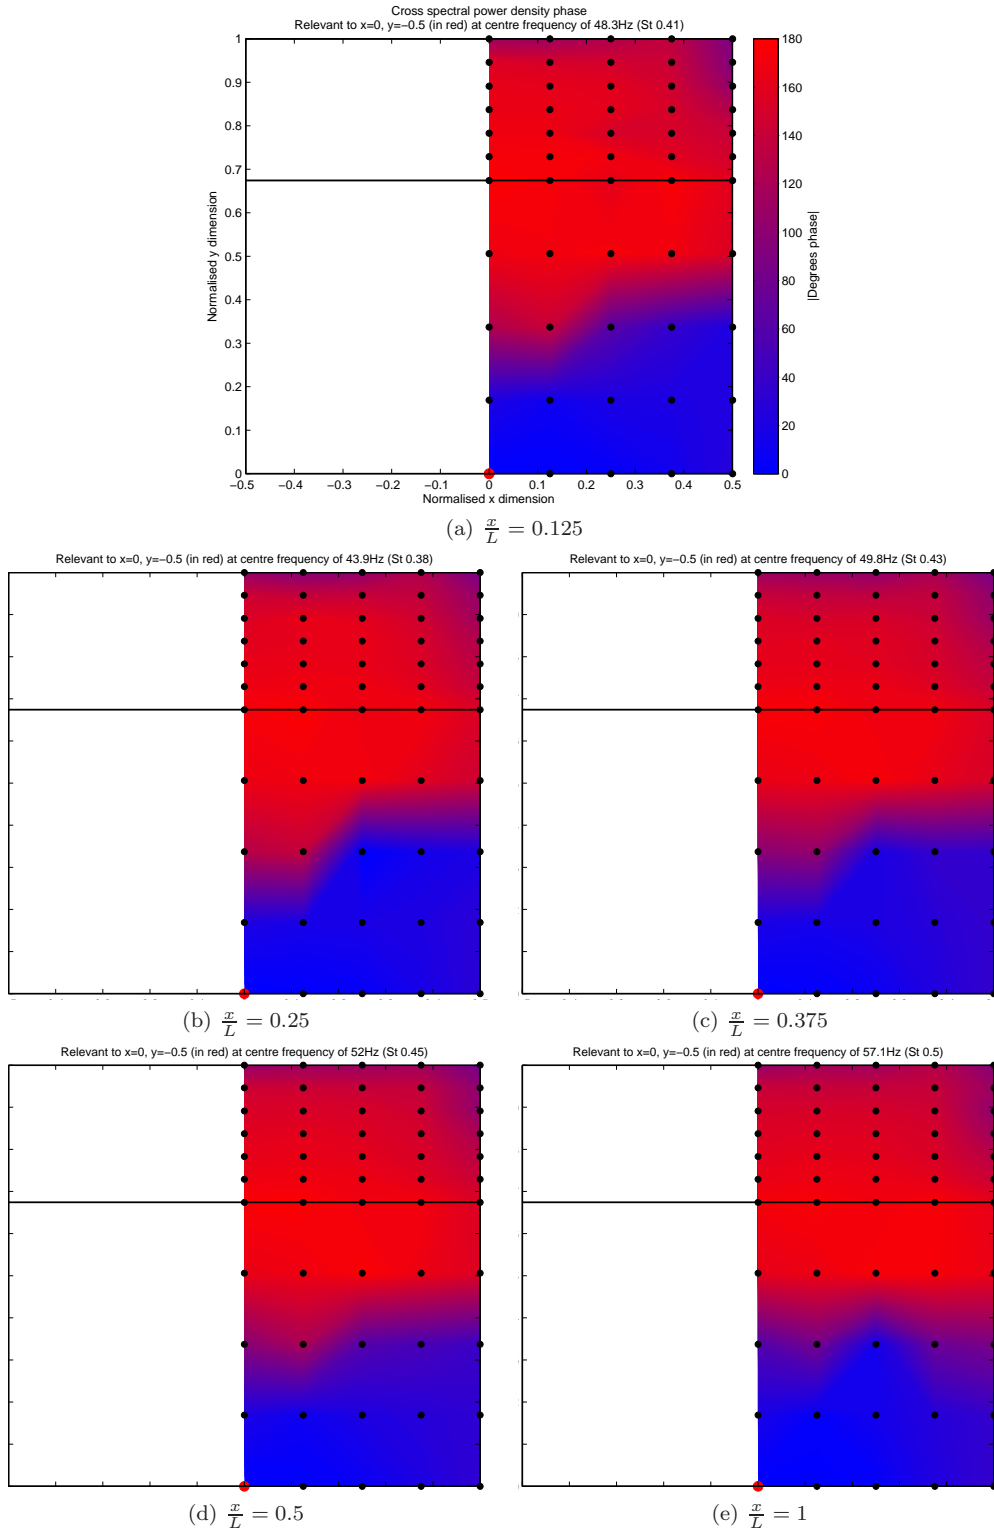 Cross spectral power density phase
Relevant to x=0, y=−0.5 (in red) at centre frequency of 48.3Hz (St 0.41)
1
0.9
0.8
0.7
0.6
0.5
0.4
0.3
0.2
0.1
0
Normalised y dimension
−0.5 −0.4 −0.3 −0.2 −0.1 0 0.1 0.2 0.3 0.4 0.5
Normalised x dimension
180
160
140
120
100
80
60
40
20
0
|Degrees phase|
(a) x/L = 0.125
Relevant to x=0, y=−0.5 (in red) at centre frequency of 43.9Hz (St 0.38)
(b) x/L = 0.25
Relevant to x=0, y=−0.5 (in red) at centre frequency of 49.8Hz (St 0.43)
(c) x/L = 0.375
Relevant to x=0, y=−0.5 (in red) at centre frequency of 52Hz (St 0.45)
(d) x/L = 0.5
Relevant to x=0, y=−0.5 (in red) at centre frequency of 57.1Hz (St 0.5)
(e) x/L = 1